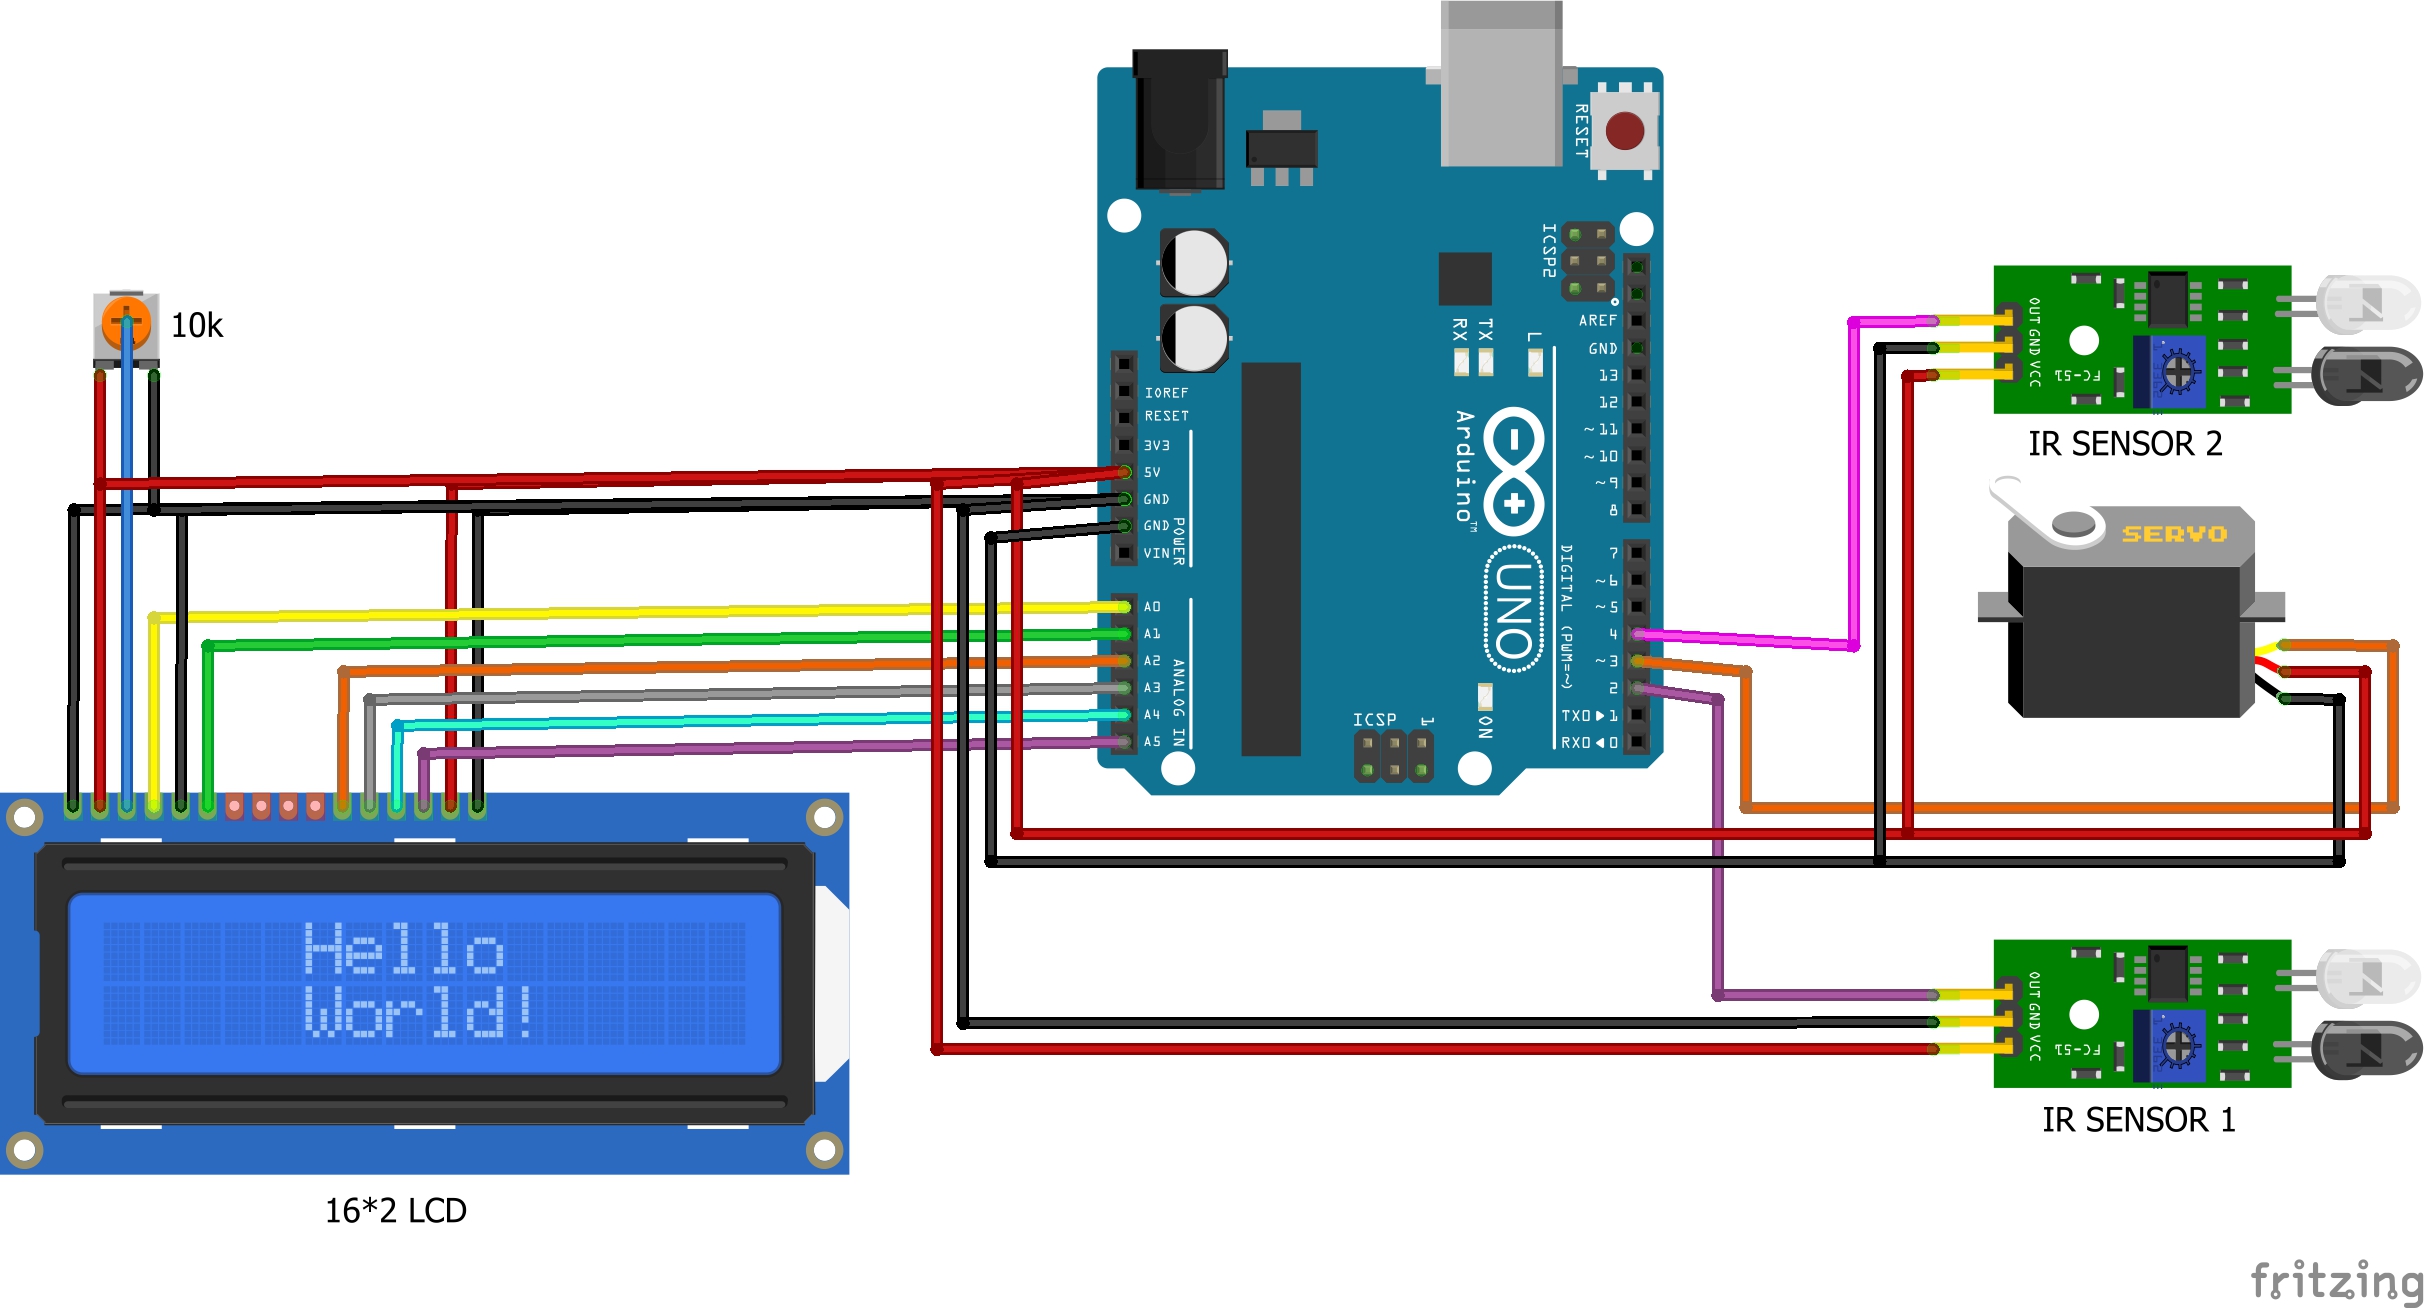 10k
RESET
ICSP2
AREF
GND
13
12
~11
~10
~9
8
7
~6
~5
4
~3
2
TX0▶1
RX0◀0
DIGITAL (PWM=~)
RX
TX
L
Arduino™
UNO
ON
ICSP
1
IOREF
RESET
3V3
5V
GND
GND
VIN
POWER
A0
A1
A2
A3
A4
A5
ANALOG IN
OUT GND VCC
FC-51
IR SENSOR 2
SERVO
OUT GND VCC
FC-51
IR SENSOR 1
Hello
World!
16*2 LCD
fritzing